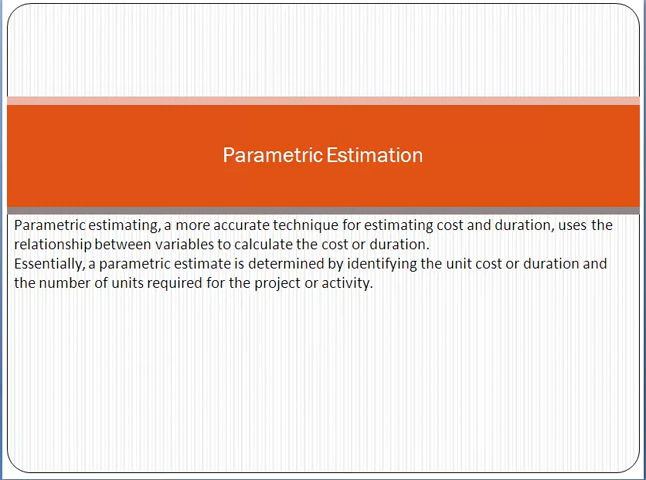 Parametric Estimation
Parametric estimating, a more accurate technique for estimating cost and duration, uses the
relationship between variables to calculate the cost or duration.
Essentially, a parametric estimate is determined by identifying the unit cost or duration and
the number of units required for the project or activity.